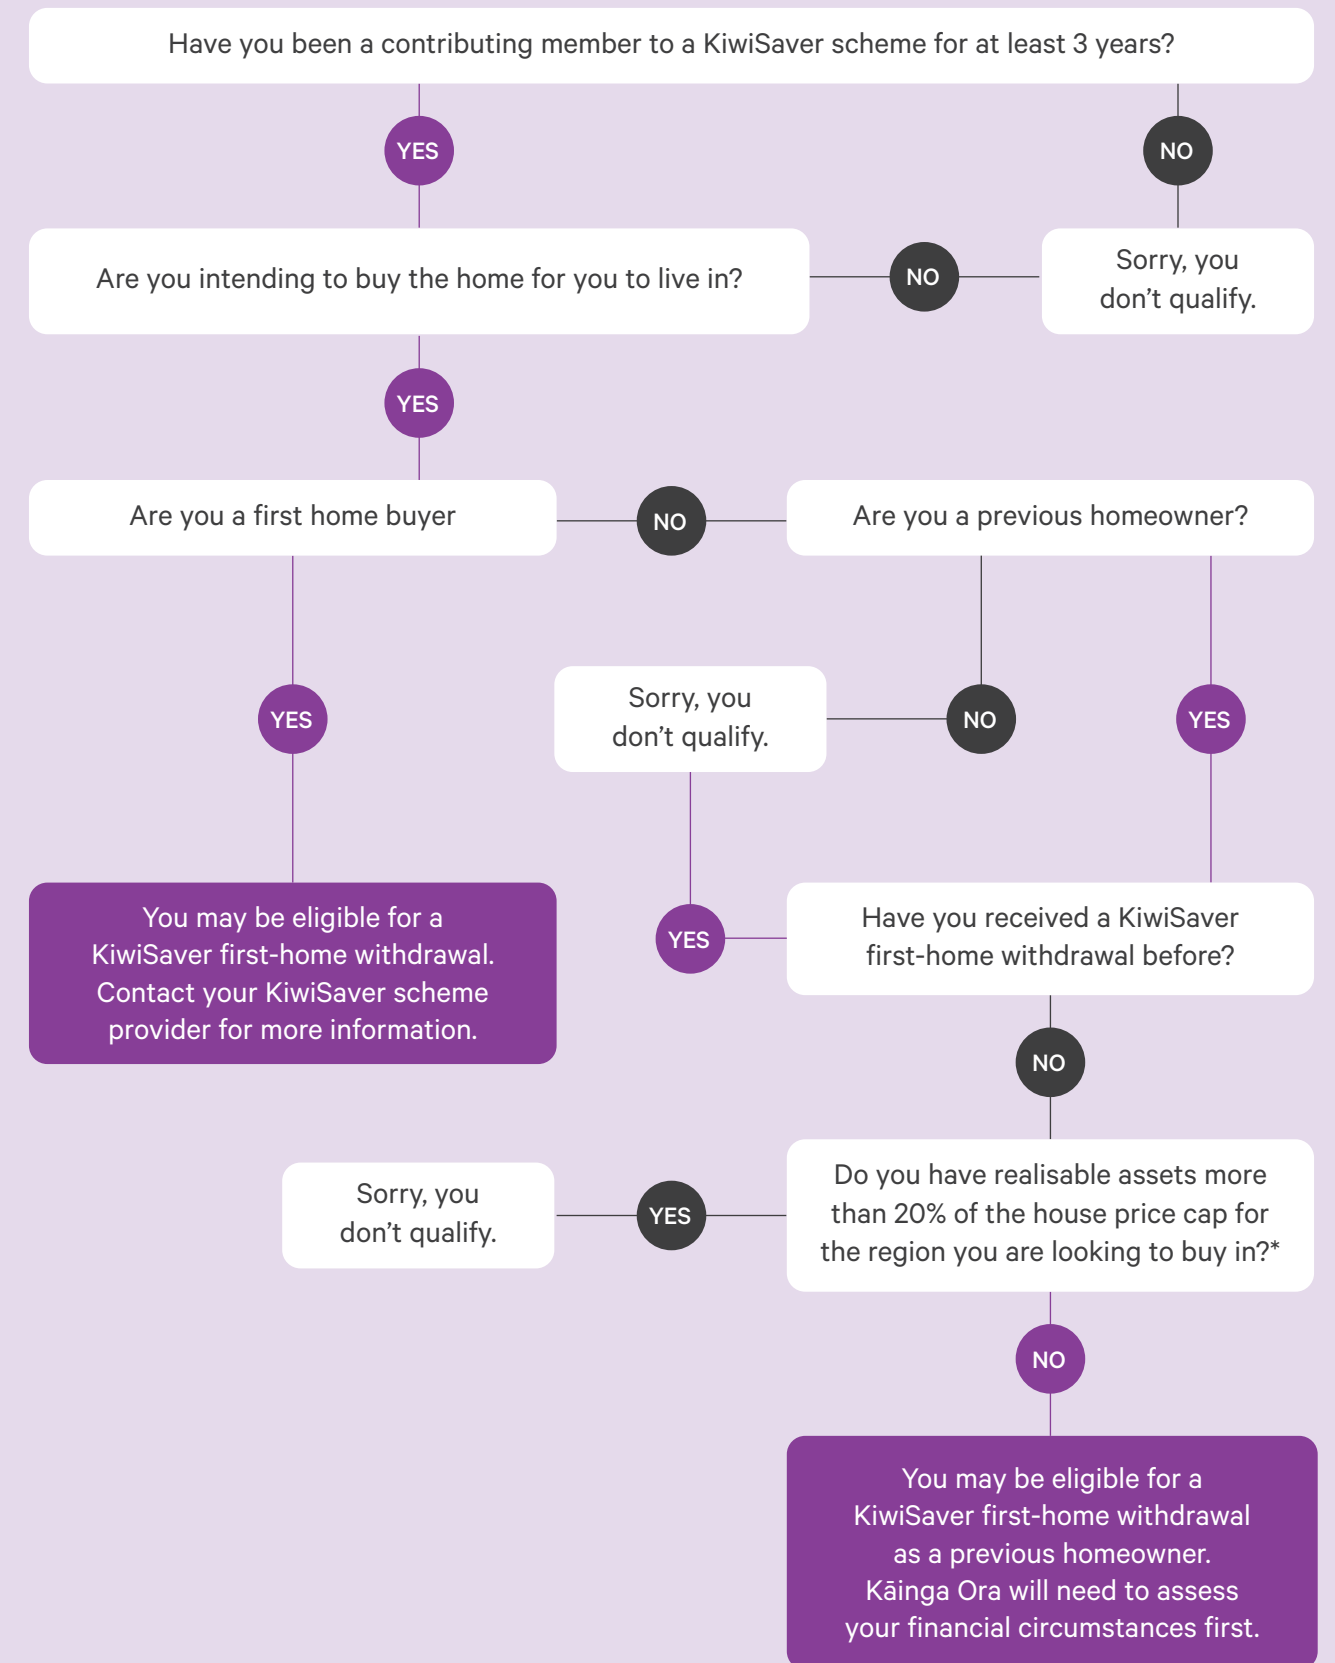 Have you been a contributing member to a KiwiSaver scheme for at least 3 years?
YES
NO
Are you intending to buy the home for you to live in?
NO
Sorry, you
don’t qualify.
YES
Are you a first home buyer
NO
Are you a previous homeowner?
YES
Sorry, you
don’t qualify.
NO
YES
You may be eligible for a
KiwiSaver first-home withdrawal.
Contact your KiwiSaver scheme
provider for more information.
YES
Have you received a KiwiSaver
first-home withdrawal before?
NO
Sorry, you
don’t qualify.
YES
Do you have realisable assets more
than 20% of the house price cap for
the region you are looking to buy in?*
NO
You may be eligible for a
KiwiSaver first-home withdrawal
as a previous homeowner.
Kāinga Ora will need to assess
your financial circumstances first.